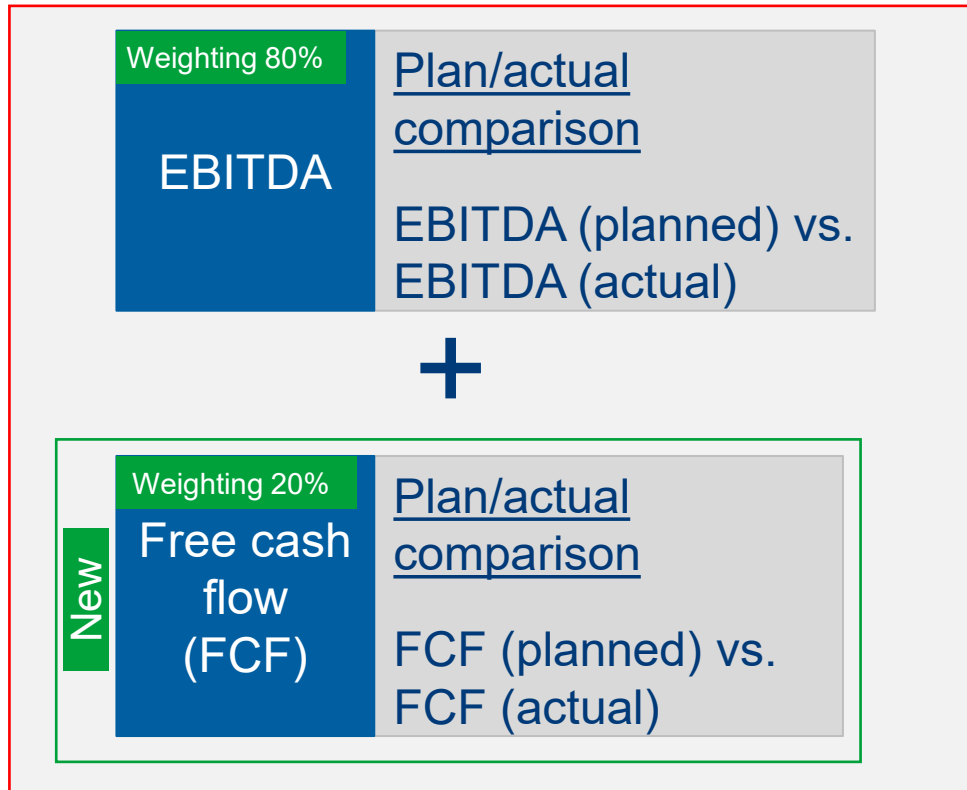 Weighting 80%
EBITDA
Plan/actual
comparison
EBITDA (planned) vs.
EBITDA (actual)
+
New
Weighting 20%
Free cash
flow
(FCF)
Plan/actual
comparison
FCF (planned) vs.
FCF (actual)